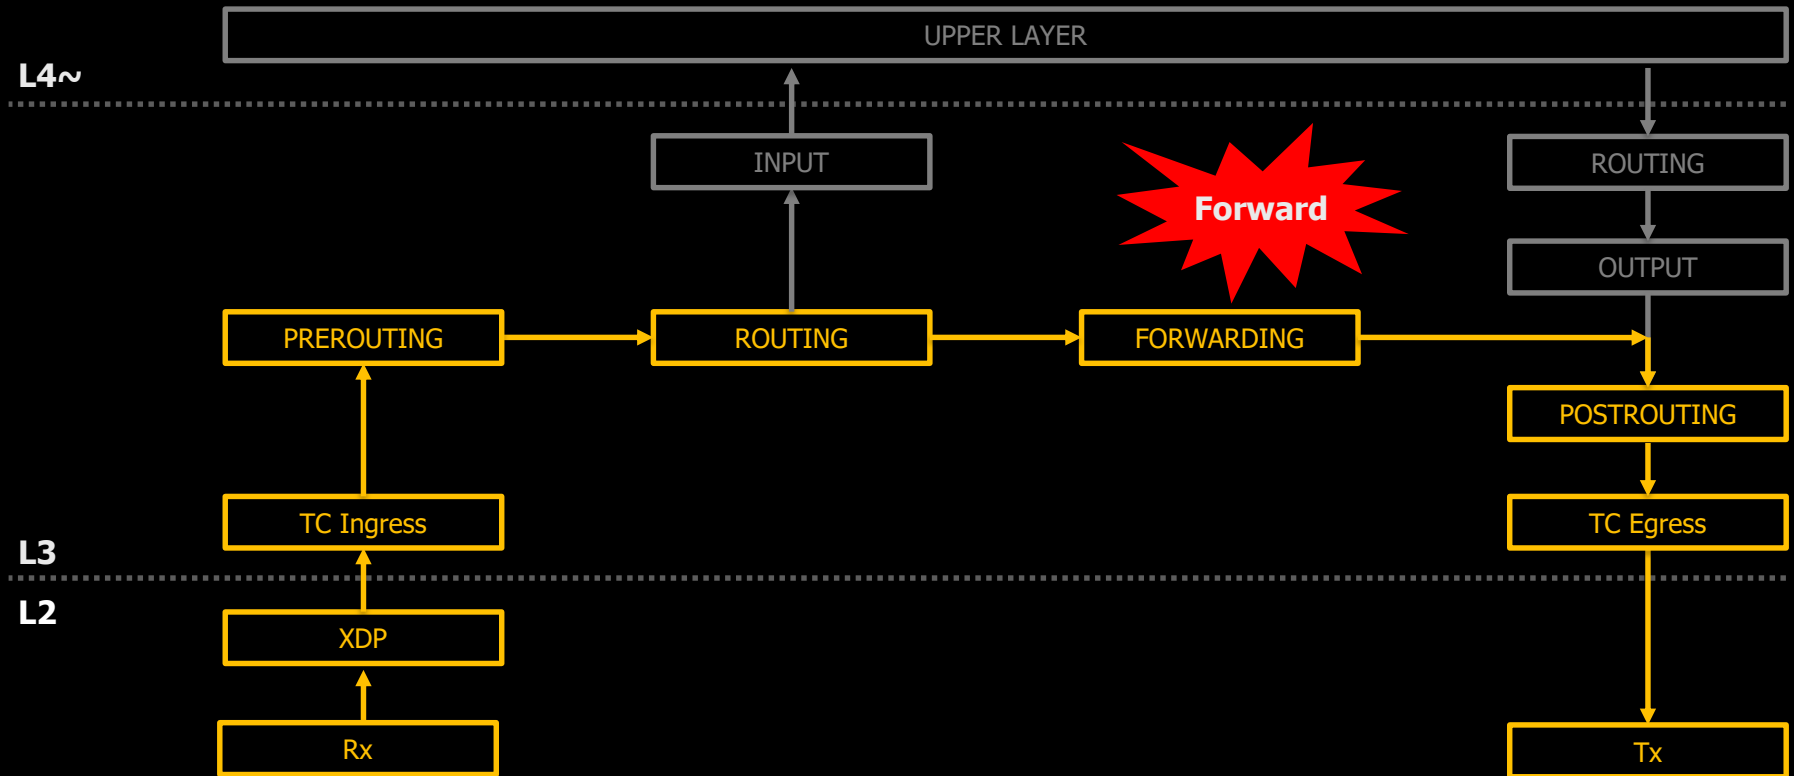 UPPER LAYER
L4~
INPUT
Forward
ROUTING
OUTPUT
PREROUTING
ROUTING
FORWARDING
POSTROUTING
TC Ingress
TC Egress
L3
L2
XDP
Rx
Tx